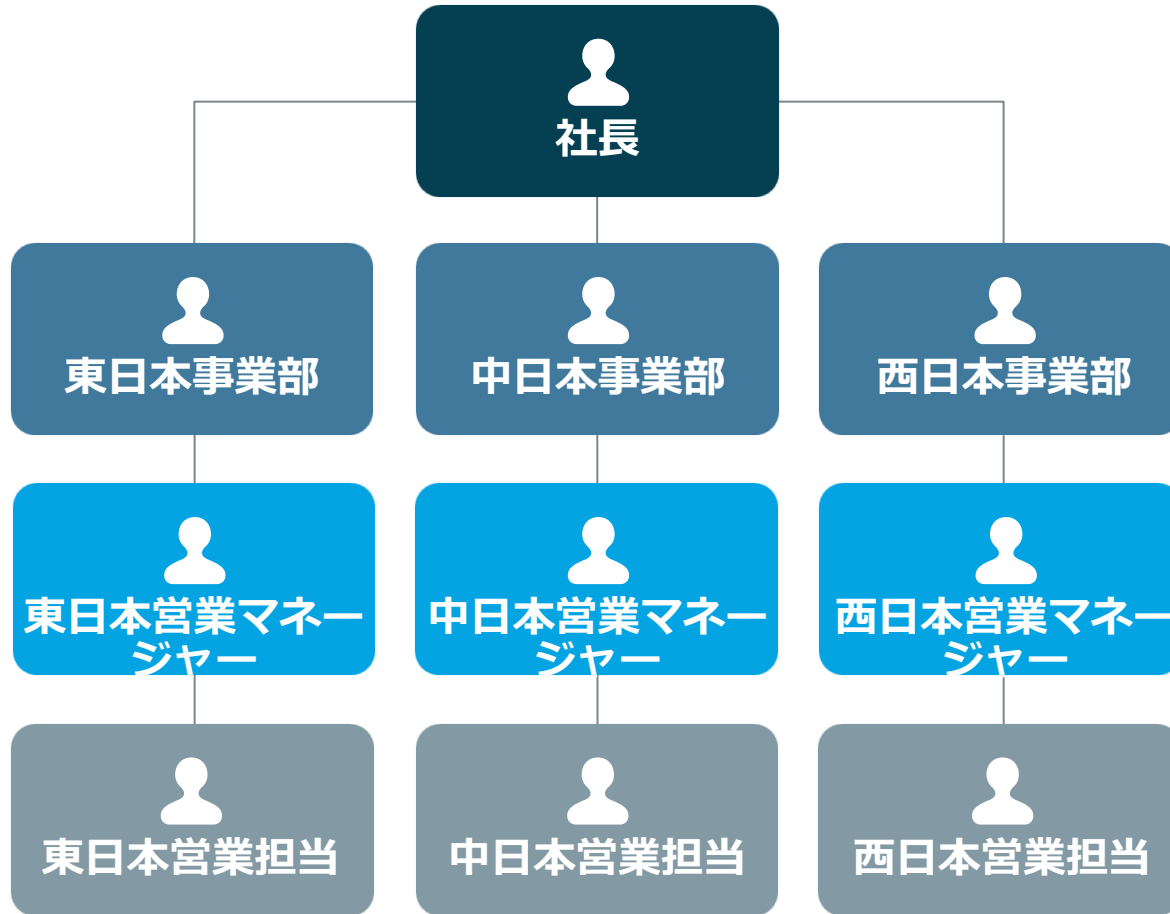 社長
東日本事業部
中日本事業部
西日本事業部
東日本営業マネー
ジャー
中日本営業マネー
ジャー
西日本営業マネー
ジャー
東日本営業担当
中日本営業担当
西日本営業担当